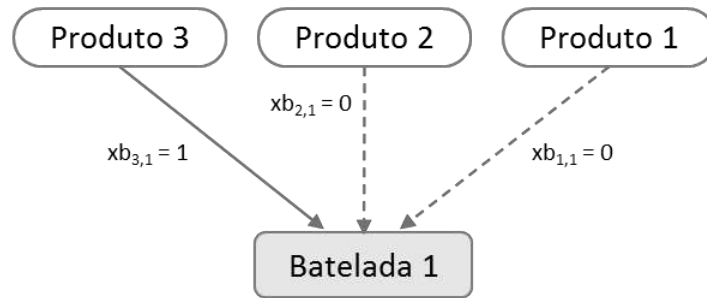 Produto 3
Produto 2
Produto 1
xb2,1 = 0
xb3,1 = 1
xb1,1 = 0
Batelada 1